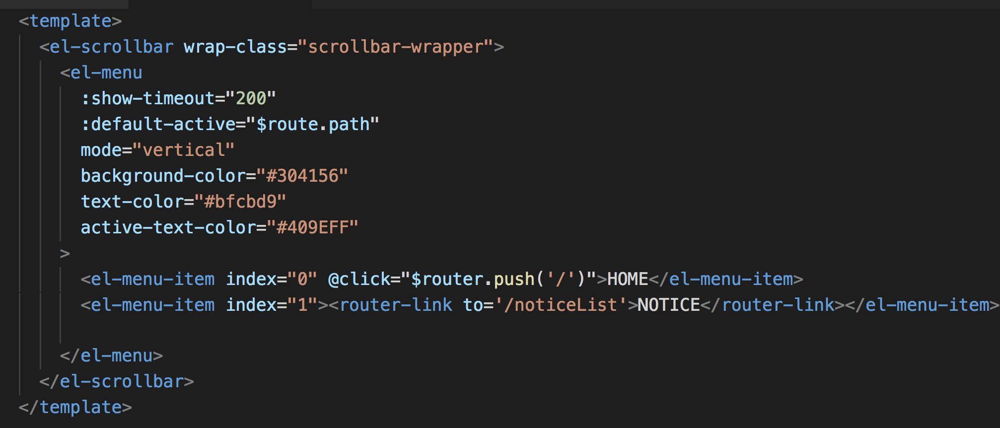 <template>
<el-scrollbar wrap-class="scrollbar-wrapper">
<el-menu
:show-timeout="200"
:default-active="$route.path"
mode="vertical"
background-color="#304156"
text-color="#bfcbd9"
active-text-color="#409EFF"
>
<el-menu-item index="0" @click="$router.push('/')">HOME</el-menu-item>
<el-menu-item index="1"><router-link to='/noticeList'>NOTICE</router-link></el-menu-item>
</el-menu>
</el-scrollbar>
</template>